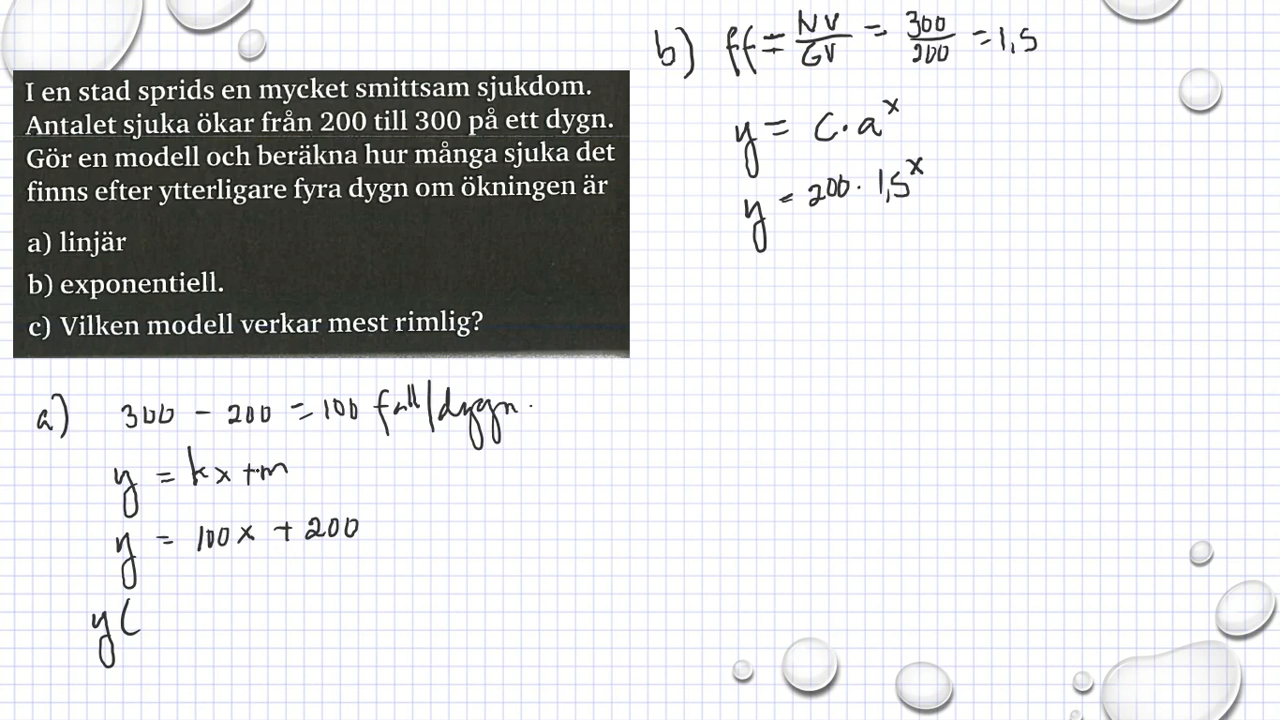 I en stad sprids en mycket smittsam sjukdom.
Antalet sjuka ökar från 200 till 300 på ett dygn.
Gör en modell och beräkna hur många sjuka det
finns efter ytterligare fyra dygn om ökningen är
a) linjär
b) exponentiell.
c) Vilken modell verkar mest rimlig?
a) 300 - 200 = 100 fall/dygn.
y = kx + m
y = 100x + 200
y(
b) ff = NV/GV = 300/200 = 1,5
y = C · a^x
y = 200 · 1,5^x